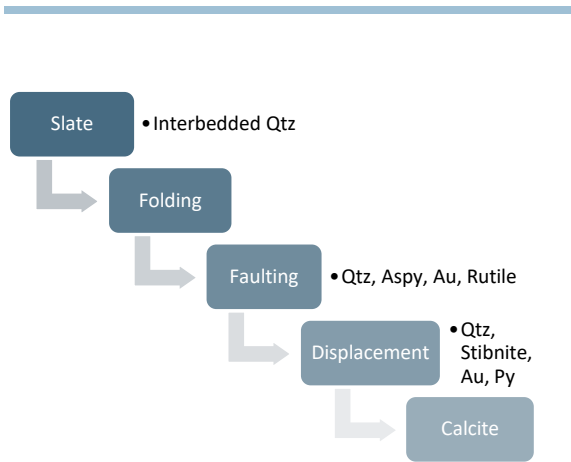 Slate
•Interbedded Qtz
Folding
Faulting
•Qtz, Aspy, Au, Rutile
Displacement
•Qtz,
Stibnite,
Au, Py
Calcite